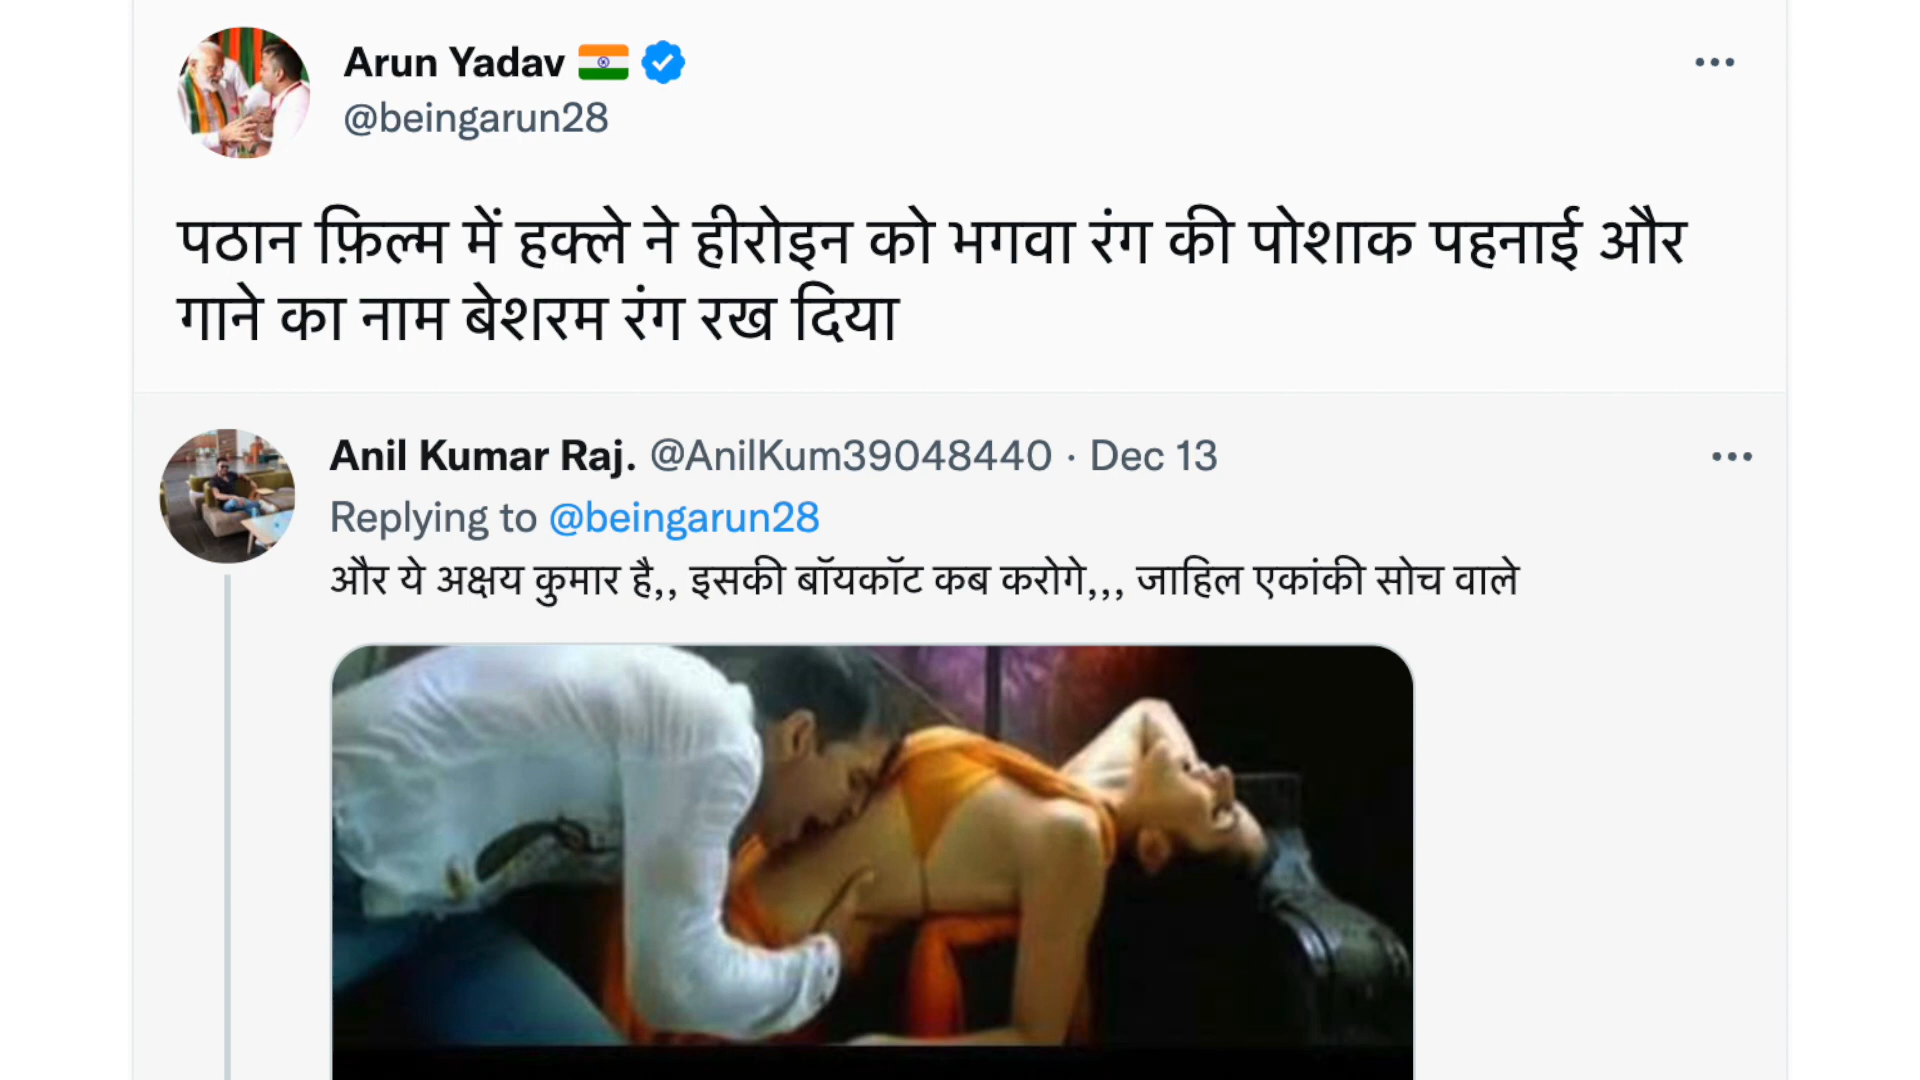 Arun Yadav
@beingarun28
पठान फ़िल्म में हक्ले ने हीरोइन को भगवा रंग की पोशाक पहनाई और
गाने का नाम बेशरम रंग रख दिया
Anil Kumar Raj. @AnilKum39048440 · Dec 13
Replying to @beingarun28
और ये अक्षय कुमार है,, इसकी बॉयकॉट कब करोगे,,, जाहिल एकांकी सोच वाले